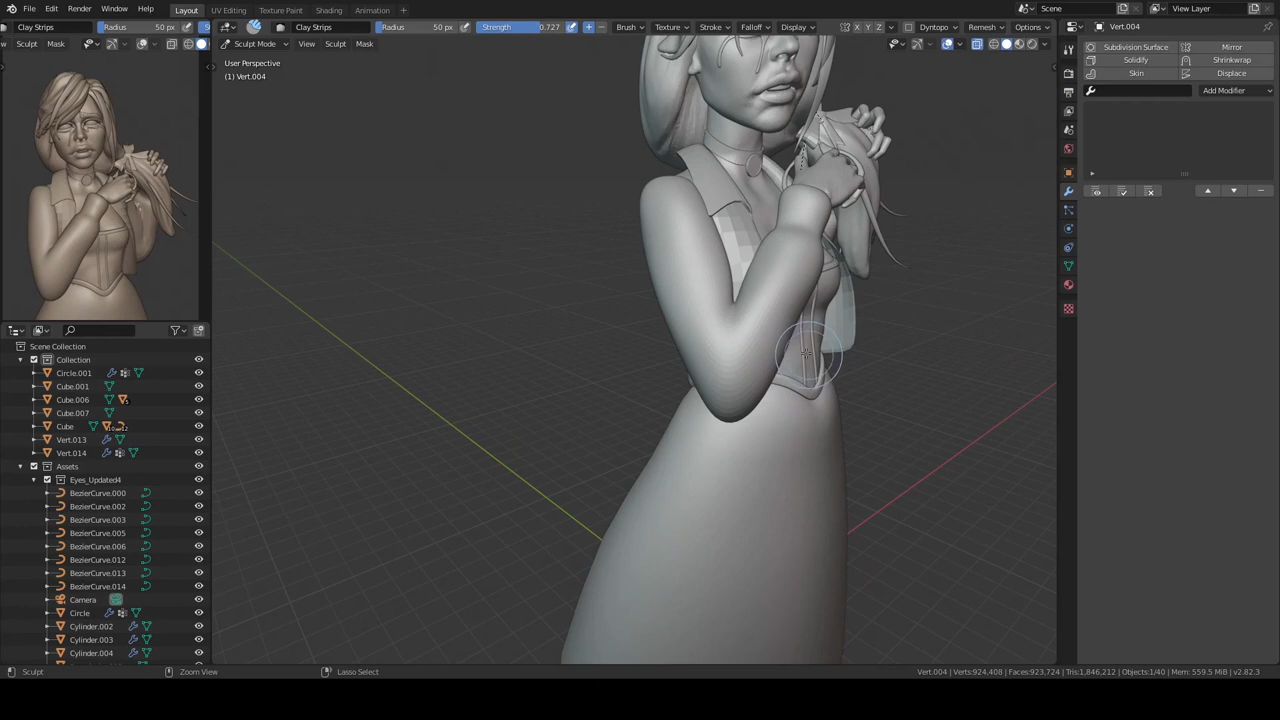 File Edit Render Window Help Layout UV Editing Texture Paint Shading Animation Scene View Layer
Clay Strips Radius 50 px S Clay Strips Radius 50 px Strength 0.727 Brush Texture Stroke Falloff Display X Y Z Dyntopo Remesh Options Vert.004
Sculpt Mask Sculpt Mode View Sculpt Mask
Subdivision Surface Mirror
User Perspective
Solidify Shrinkwrap
(1) Vert.004
Skin Displace
Add Modifier
Scene Collection
Collection
Circle.001
Cube.001
Cube.006
Cube.007
Cube
Vert.013
Vert.014
Assets
Eyes_Updated4
BezierCurve.000
BezierCurve.002
BezierCurve.003
BezierCurve.005
BezierCurve.006
BezierCurve.012
BezierCurve.013
BezierCurve.014
Camera
Circle
Cylinder.002
Cylinder.003
Cylinder.004
Sculpt Zoom View Lasso Select Vert.004 | Verts:924,408 | Faces:923,724 | Tris:1,846,212 | Objects:1/40 | Mem: 559.5 MiB | v2.82.3